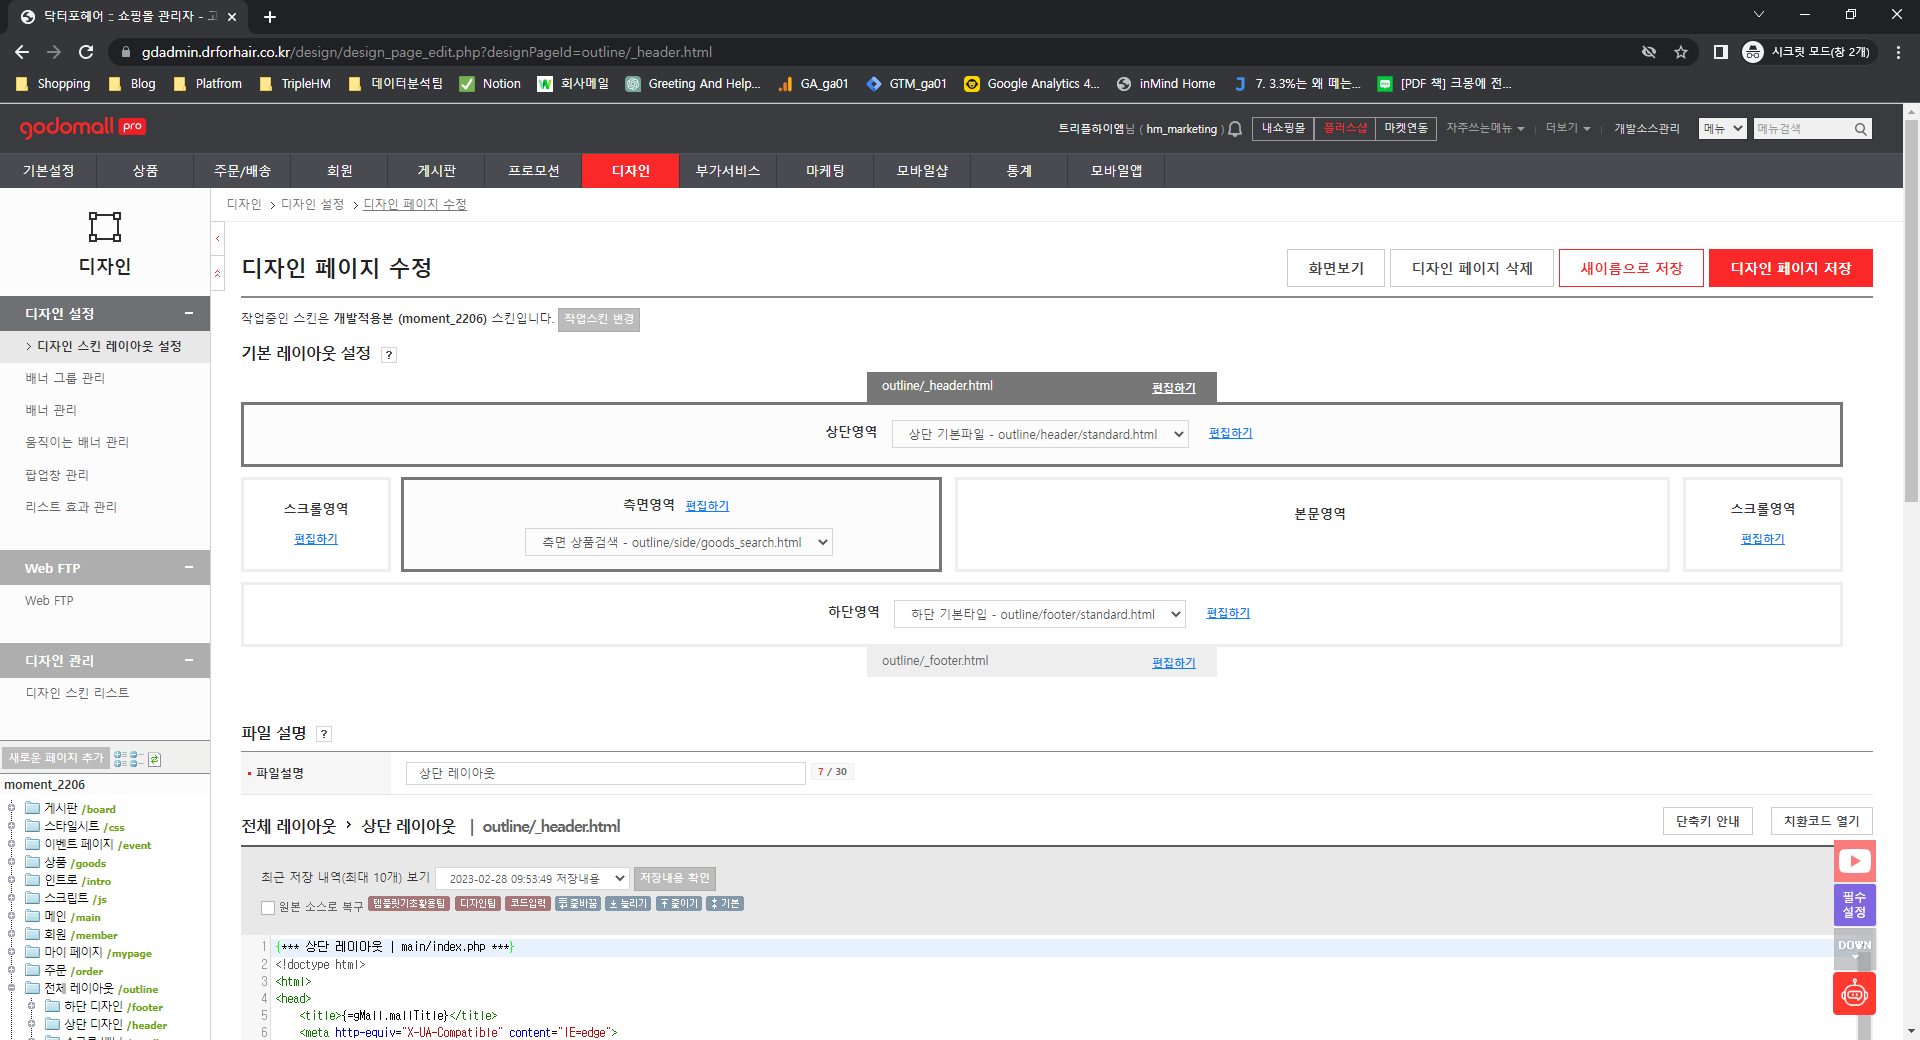 닥터포헤어 :: 쇼핑몰 관리자 - 고
gdadmin.drforhair.co.kr/design/design_page_edit.php?designPageId=outline/_header.html
시크릿 모드(창 2개)
Shopping Blog Platfrom TripleHM 데이터분석팀 Notion 회사메일 Greeting And Help... GA_ga01 GTM_ga01 Google Analytics 4... inMind Home 7. 3.3%는 왜 떼는... [PDF 책] 크몽에 전...
godomall pro
트리플하이엠님 ( hm_marketing ) 내쇼핑몰 플러스샵 마켓연동 자주쓰는메뉴 더보기 개발소스관리 메뉴 메뉴검색
기본설정 상품 주문/배송 회원 게시판 프로모션 디자인 부가서비스 마케팅 모바일샵 통계 모바일앱
디자인 > 디자인 설정 > 디자인 페이지 수정
디자인
디자인 설정
> 디자인 스킨 레이아웃 설정
배너 그룹 관리
배너 관리
움직이는 배너 관리
팝업창 관리
리스트 효과 관리
Web FTP
Web FTP
디자인 관리
디자인 스킨 리스트
새로운 페이지 추가
moment_2206
게시판 /board
스타일시트 /css
이벤트 페이지 /event
상품 /goods
인트로 /intro
스크립트 /js
메인 /main
회원 /member
마이 페이지 /mypage
주문 /order
전체 레이아웃 /outline
하단 디자인 /footer
상단 디자인 /header
디자인 페이지 수정
화면보기 디자인 페이지 삭제 새이름으로 저장 디자인 페이지 저장
작업중인 스킨은 개발적용본 (moment_2206) 스킨입니다. 작업스킨 변경
기본 레이아웃 설정 ?
outline/_header.html 편집하기
상단영역 상단 기본파일 - outline/header/standard.html 편집하기
스크롤영역
편집하기
측면영역 편집하기
측면 상품검색 - outline/side/goods_search.html
본문영역
스크롤영역
편집하기
하단영역 하단 기본타입 - outline/footer/standard.html 편집하기
outline/_footer.html 편집하기
파일 설명 ?
파일설명 상단 레이아웃 7 / 30
전체 레이아웃 > 상단 레이아웃 | outline/_header.html
단축키 안내 치환코드 열기
최근 저장 내역(최대 10개) 보기 2023-02-28 09:53:49 저장내용 저장내용 확인
원본 소스로 복구 템플릿기초활용팁 디자인팁 코드입력 줄바꿈 늘리기 줄이기 기본
1 {*** 상단 레이아웃 | main/index.php ***}
2 <!doctype html>
3 <html>
4 <head>
5 <title>{=gMall.mallTitle}</title>
6 <meta http-equiv="X-UA-Compatible" content="IE=edge">
필수
설정
DOWN